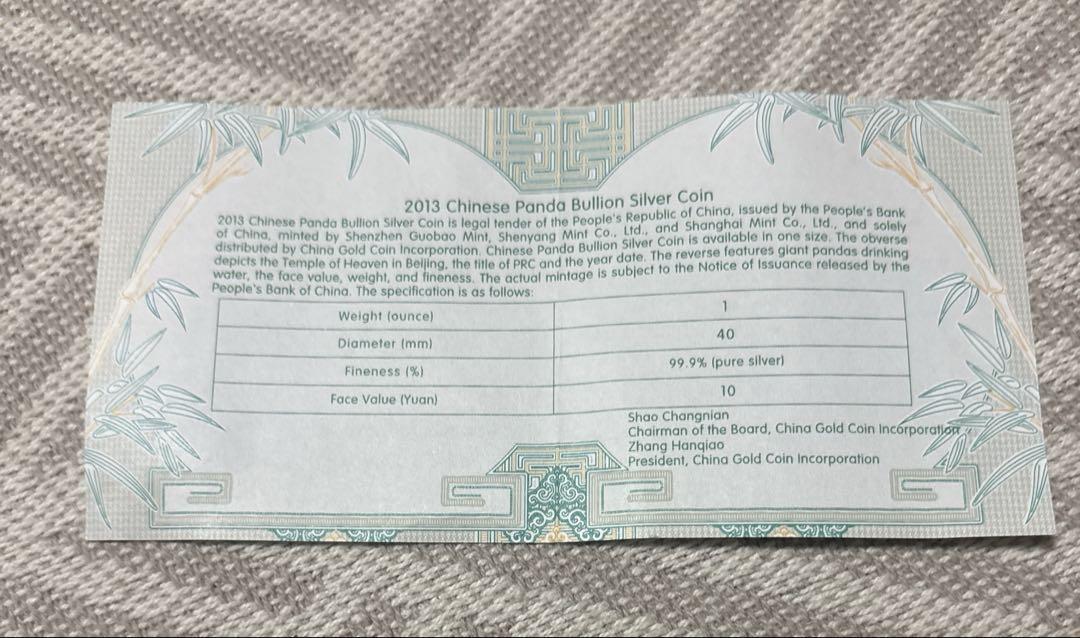 2013 Chinese Panda Bullion Silver Coin
2013 Chinese Panda Bullion Silver Coin is legal tender of the People's Republic of China, issued by the People's Bank
of China, minted by Shenzhen Guobao Mint, Shenyang Mint Co., Ltd., and Shanghai Mint Co., Ltd., and solely
distributed by China Gold Coin Incorporation. Chinese Panda Bullion Silver Coin is available in one size. The obverse
depicts the Temple of Heaven in Beijing, the title of PRC and the year date. The reverse features giant pandas drinking
water, the face value, weight, and fineness. The actual mintage is subject to the Notice of Issuance released by the
People's Bank of China. The specification is as follows:
Weight (ounce) 1
Diameter (mm) 40
Fineness (%) 99.9% (pure silver)
Face Value (Yuan) 10
Shao Changnian
Chairman of the Board, China Gold Coin Incorporation
Zhang Hanqiao
President, China Gold Coin Incorporation